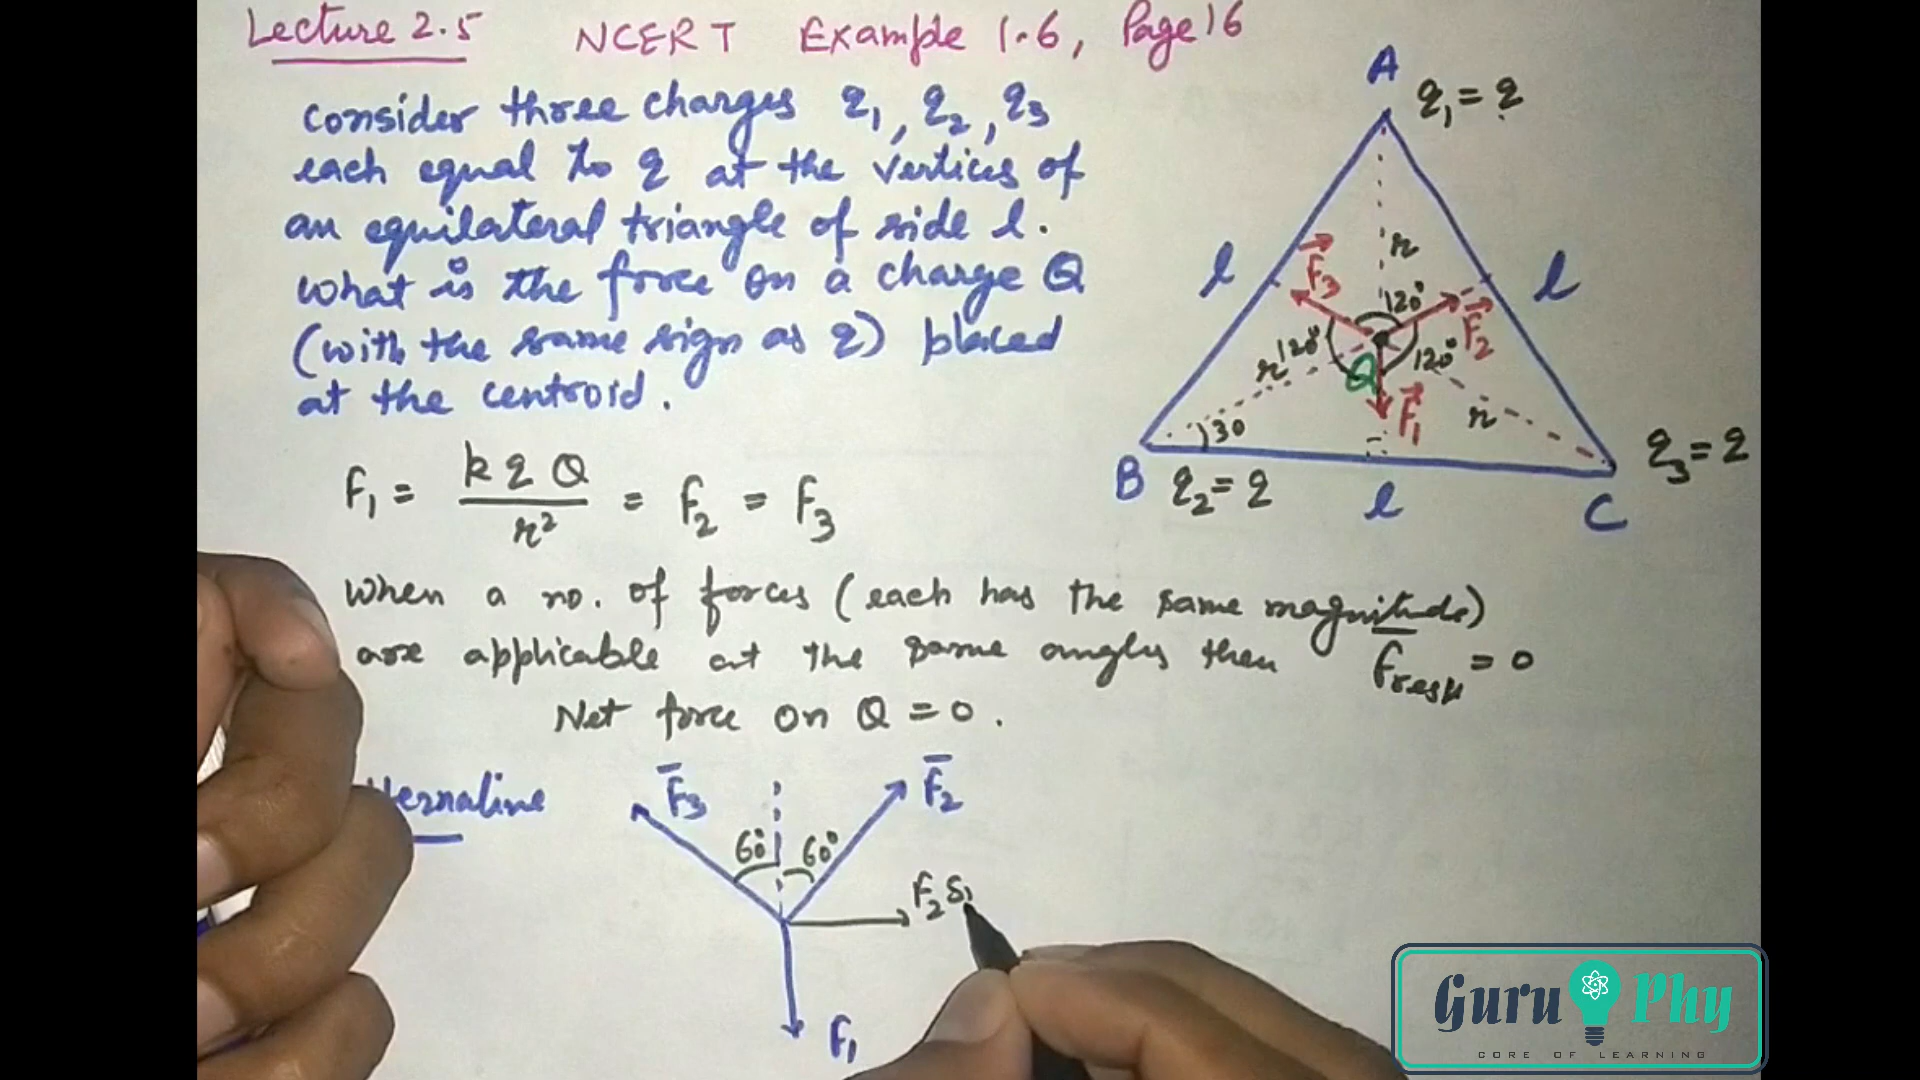 Lecture 2.5 NCERT Example 1.6, Page 16
Consider three charges q1, q2, q3
each equal to q at the vertices of
an equilateral triangle of side l.
what is the force on a charge Q
(with the same sign as q) placed
at the centroid.
A
q1 = q
l
l
r
F3
120°
F2
120°
120°
r
Q
F1
r
30
B
q2 = q
l
C
q3 = q
F1 = k q Q / r² = F2 = F3
When a no. of forces (each has the same magnitude)
are applicable at the same angles then F = 0
Net force on Q = 0.
F3
F2
60°
60°
F2 Si
F1
Guru Phy
CORE OF LEARNING